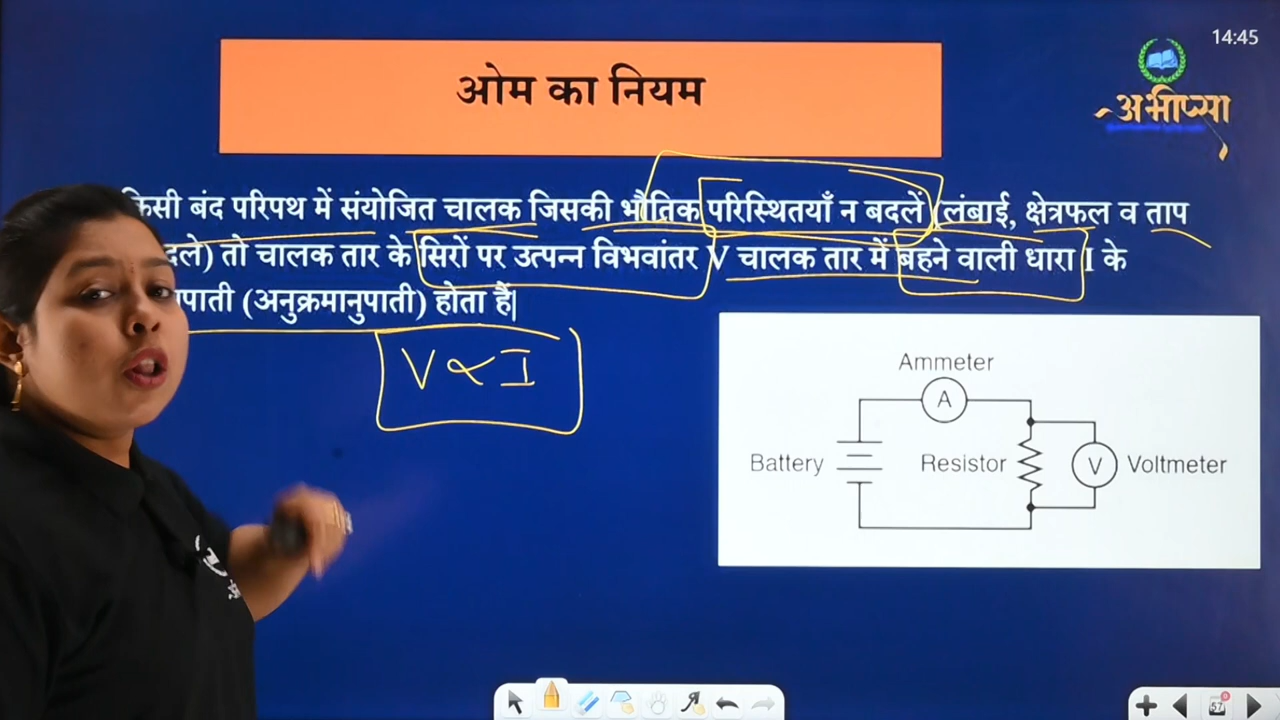 14:45
ओम का नियम
अभीप्सा
किसी बंद परिपथ में संयोजित चालक जिसकी भौतिक परिस्थितयाँ न बदलें (लंबाई, क्षेत्रफल व ताप
दले) तो चालक तार के सिरों पर उत्पन्न विभवांतर V चालक तार में बहने वाली धारा I के
पाती (अनुक्रमानुपाती) होता हैं|
V ∝ I
Ammeter
A
Battery
Resistor
V
Voltmeter
57